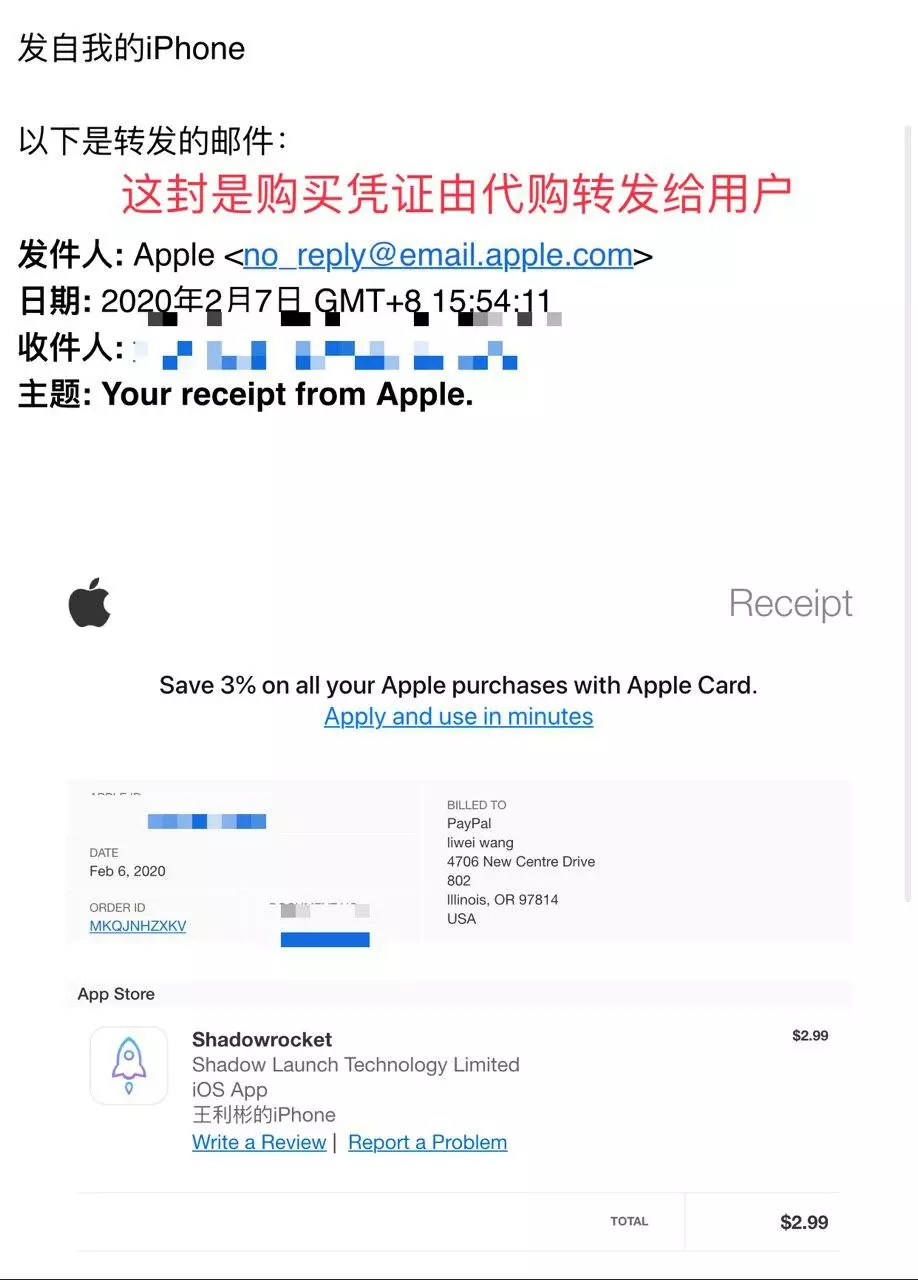 发自我的iPhone
以下是转发的邮件：
这封是购买凭证由代购转发给用户
发件人: Apple <no_reply@email.apple.com>
日期: 2020年2月7日 GMT+8 15:54:11
收件人:
主题: Your receipt from Apple.
Receipt
Save 3% on all your Apple purchases with Apple Card.
Apply and use in minutes
APPLE ID
DATE
Feb 6, 2020
ORDER ID
MKQJNHZXKV
BILLED TO
PayPal
liwei wang
4706 New Centre Drive
802
Illinois, OR 97814
USA
App Store
Shadowrocket
$2.99
Shadow Launch Technology Limited
iOS App
王利彬的iPhone
Write a Review | Report a Problem
TOTAL
$2.99